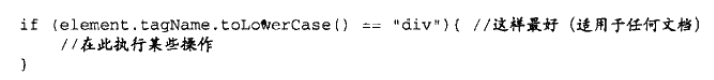 if (element.tagName.toLowerCase() == "div"){ //这样最好（适用于任何文档）
//在此执行某些操作
}